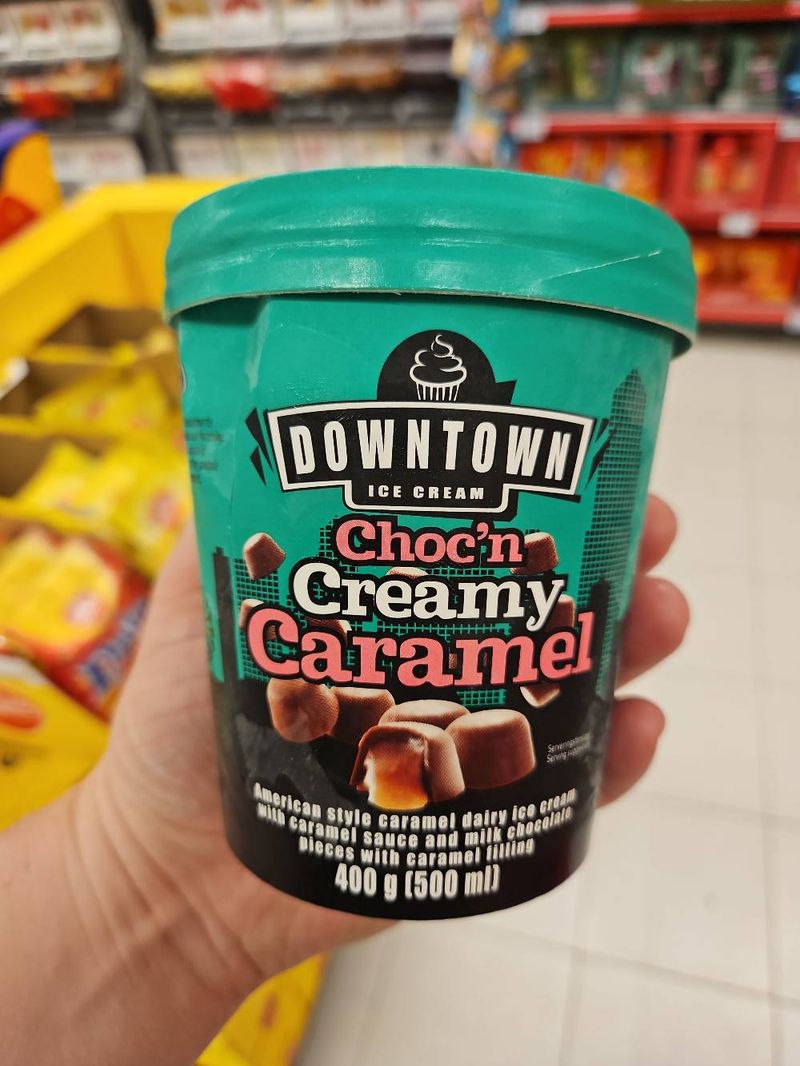 DOWNTOWN
ICE CREAM
Choc'n
Creamy
Caramel
American style caramel dairy ice cream
with caramel sauce and milk chocolate
pieces with caramel filling
400 g (500 ml)